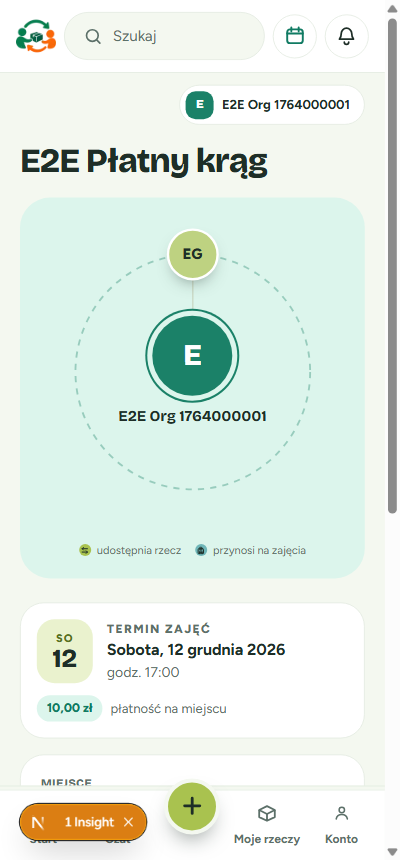 Szukaj
E E2E Org 1764000001
E2E Płatny krąg
EG
E
E2E Org 1764000001
udostępnia rzecz przynosi na zajęcia
SO
12
TERMIN ZAJĘĆ
Sobota, 12 grudnia 2026
godz. 17:00
10,00 zł płatność na miejscu
MIEJSCE
N 1 Insight
Moje rzeczy Konto